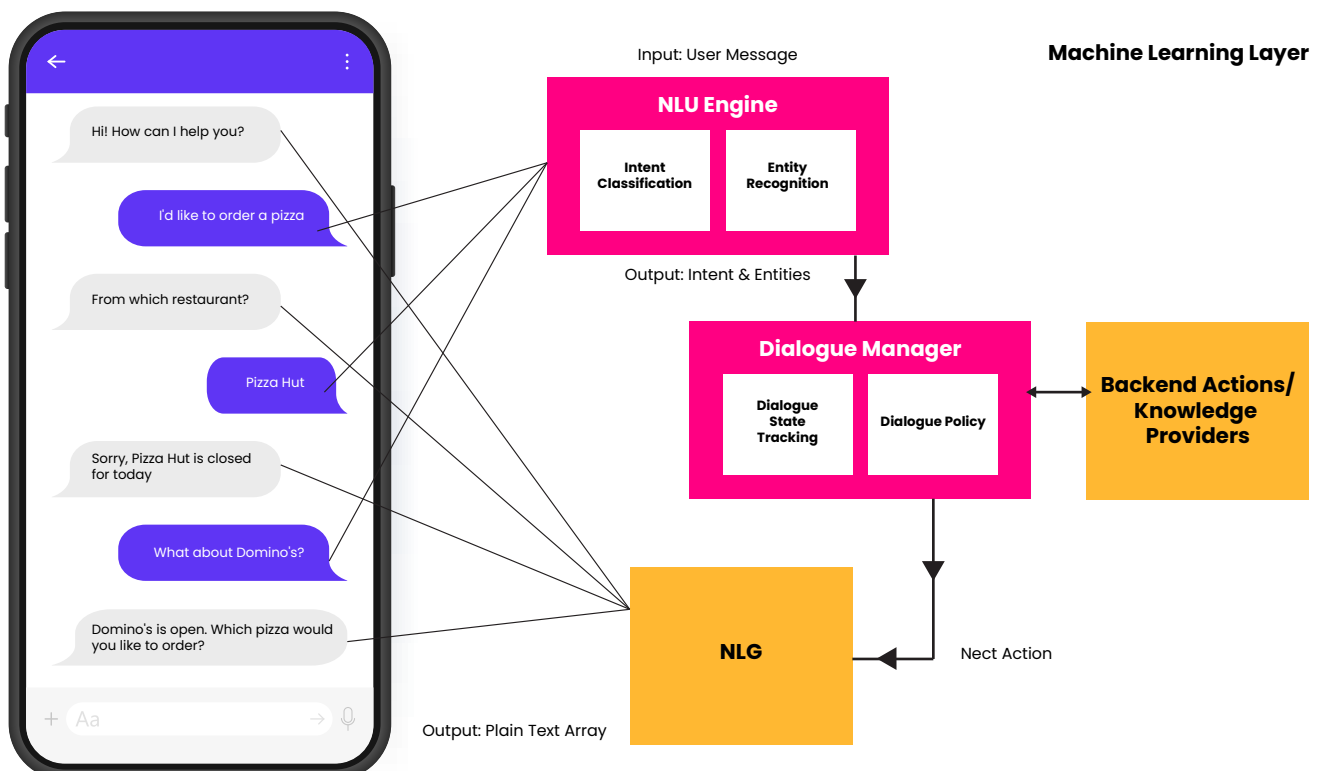 Hi! How can I help you?
I'd like to order a pizza
From which restaurant?
Pizza Hut
Sorry, Pizza Hut is closed
for today
What about Domino's?
Domino's is open. Which pizza would
you like to order?
Aa
Input: User Message
Machine Learning Layer
NLU Engine
Intent
Classification
Entity
Recognition
Output: Intent & Entities
Dialogue Manager
Dialogue
State
Tracking
Dialogue Policy
Backend Actions/
Knowledge
Providers
NLG
Nect Action
Output: Plain Text Array